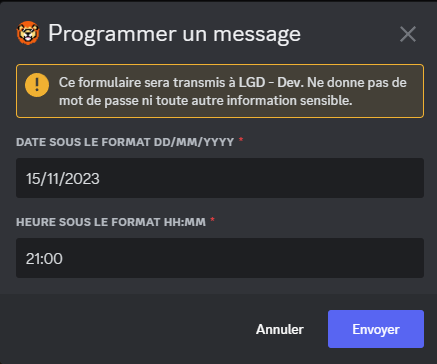 Programmer un message
Ce formulaire sera transmis à LGD - Dev. Ne donne pas de
mot de passe ni toute autre information sensible.
DATE SOUS LE FORMAT DD/MM/YYYY *
15/11/2023
HEURE SOUS LE FORMAT HH:MM *
21:00
Annuler Envoyer